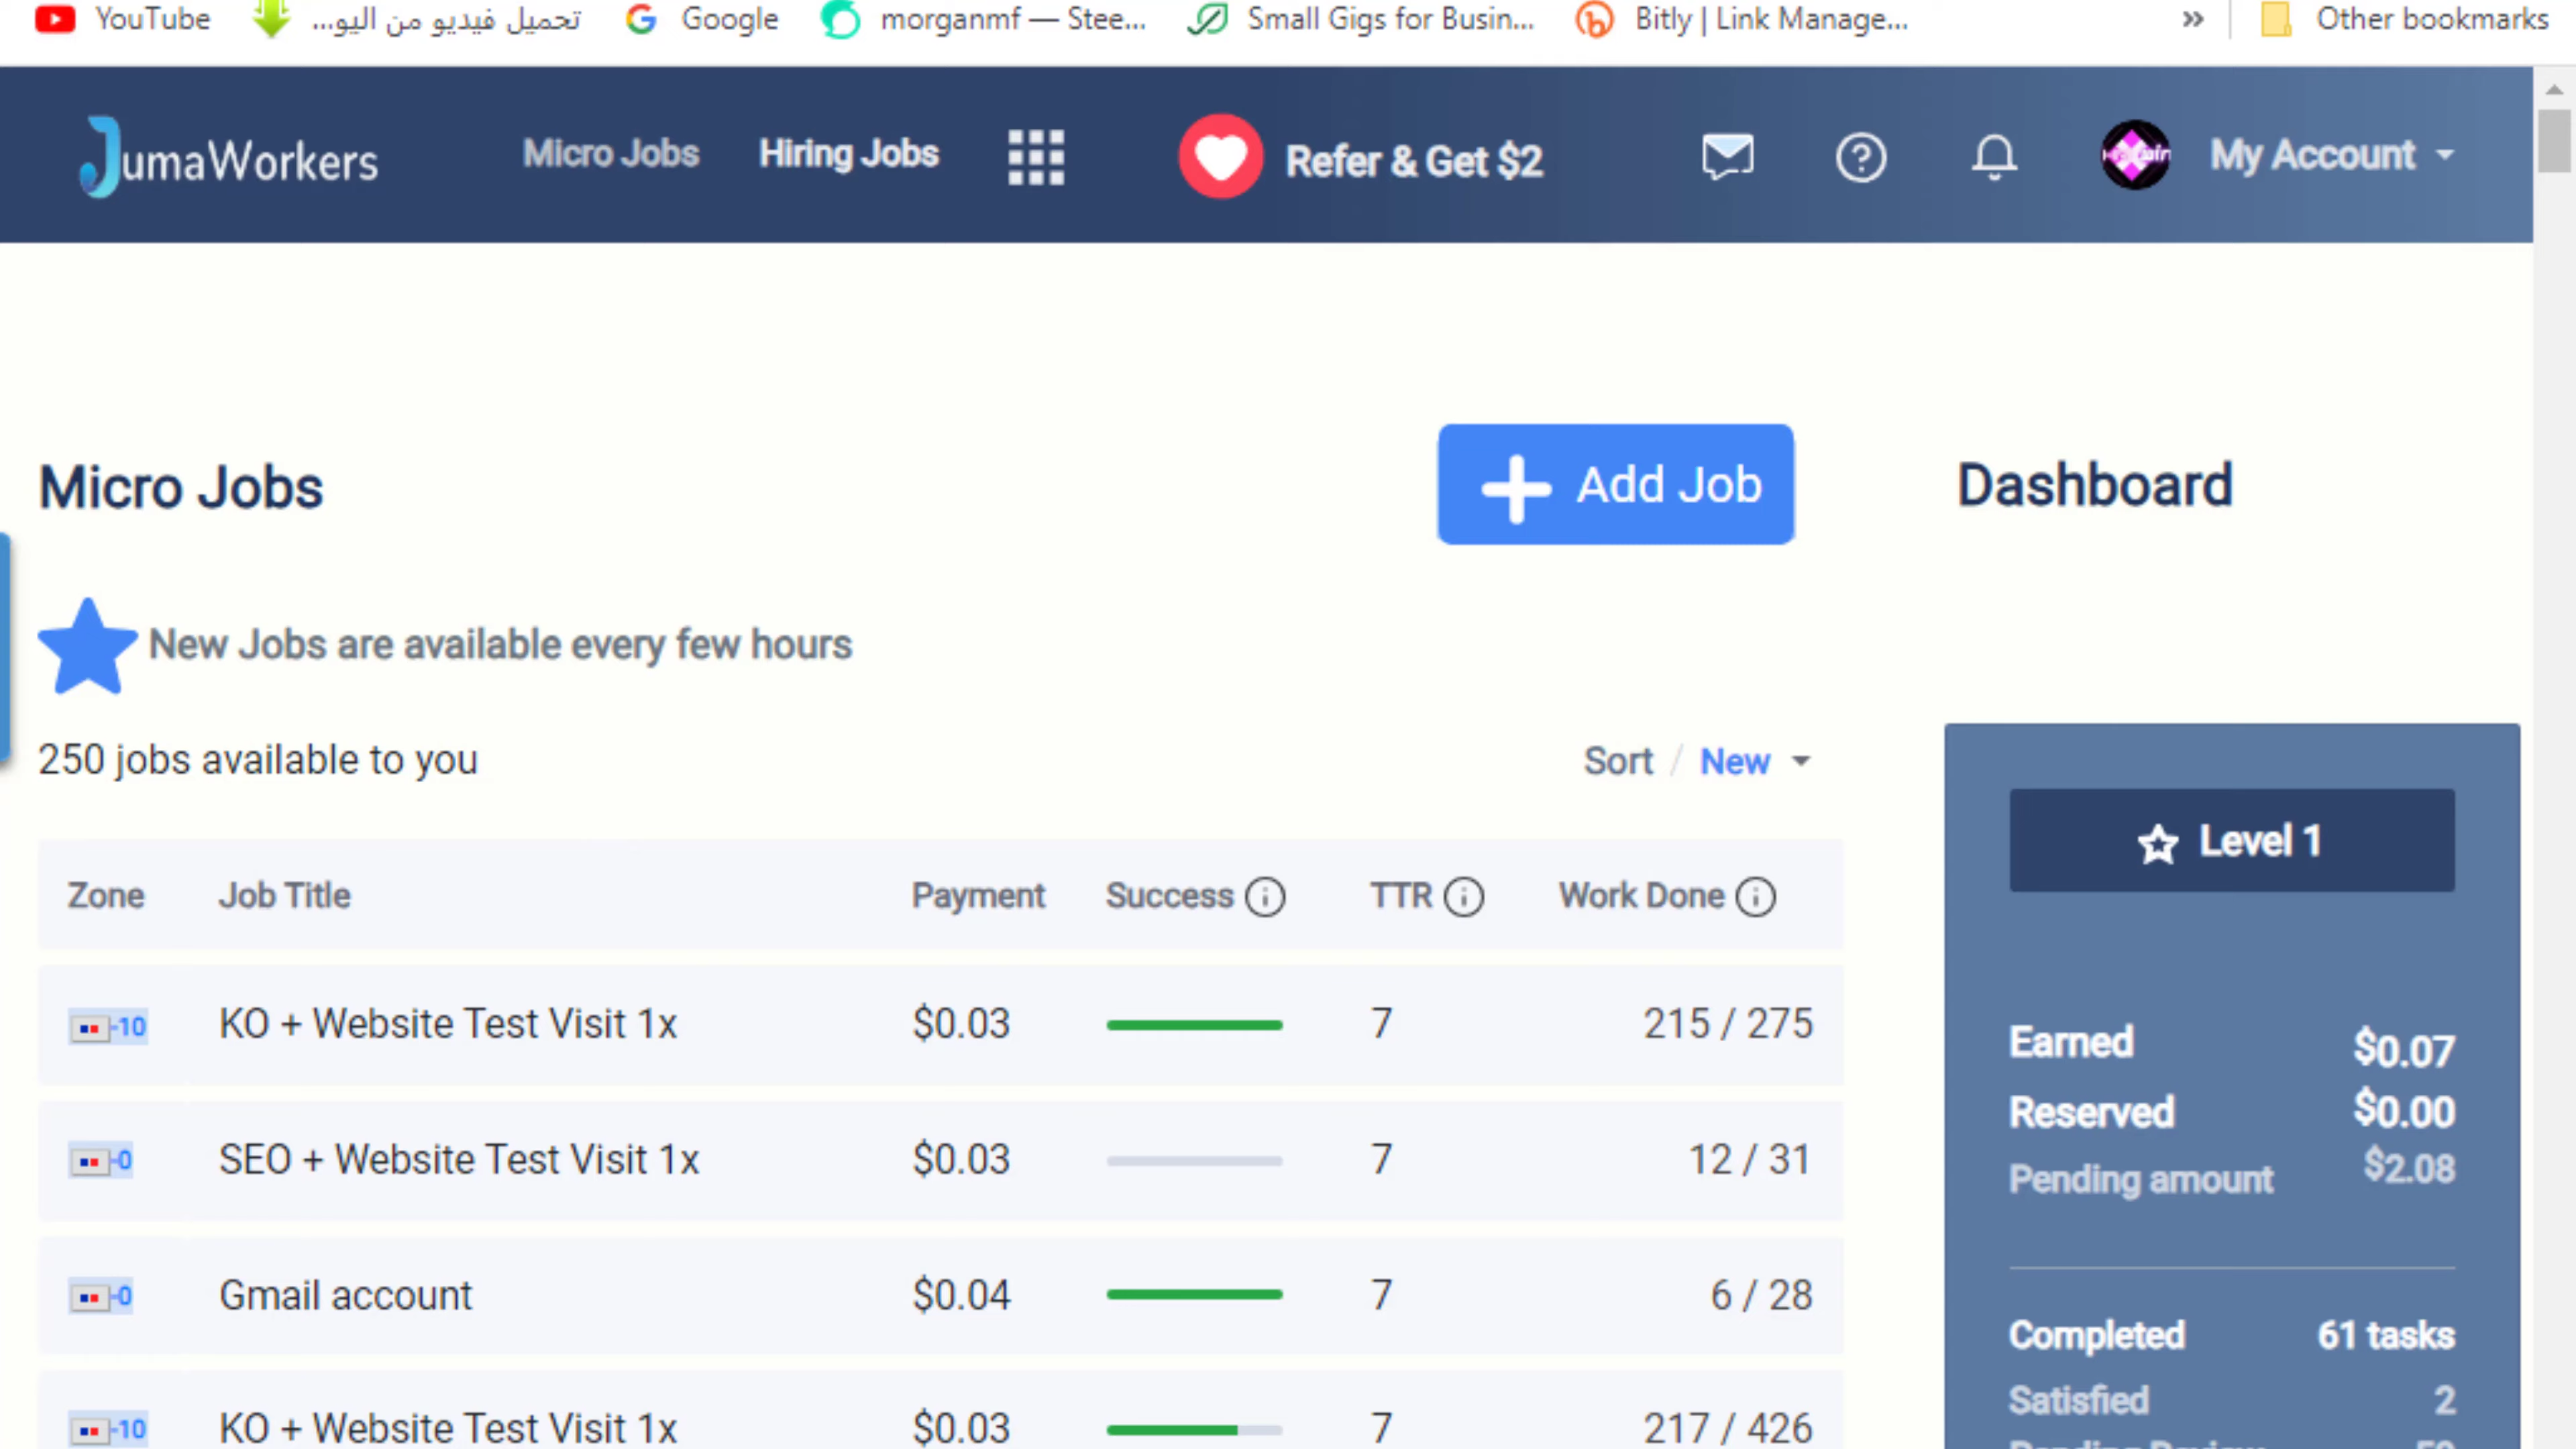 YouTube
تحميل فيديو من اليو...
Google
morganmf — Stee...
Small Gigs for Busin...
Bitly | Link Manage...
»
Other bookmarks
JumaWorkers
Micro Jobs
Hiring Jobs
Refer & Get $2
My Account
Micro Jobs
Add Job
Dashboard
New Jobs are available every few hours
250 jobs available to you
Sort / New
Level 1
Zone Job Title Payment Success TTR Work Done
-10 KO + Website Test Visit 1x $0.03 7 215 / 275
-0 SEO + Website Test Visit 1x $0.03 7 12 / 31
-0 Gmail account $0.04 7 6 / 28
-10 KO + Website Test Visit 1x $0.03 7 217 / 426
Earned $0.07
Reserved $0.00
Pending amount $2.08
Completed 61 tasks
Satisfied 2